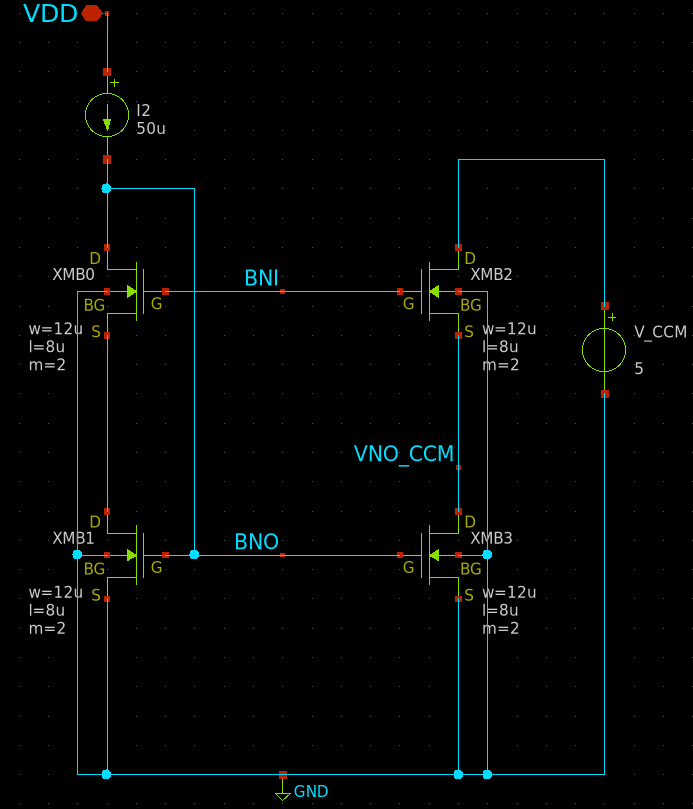 VDD
+
I2
50u
D
XMB0
BG
G
S
w=12u
l=8u
m=2
BNI
D
XMB2
G
BG
S
w=12u
l=8u
m=2
+
V_CCM
5
VNO_CCM
D
XMB1
BG
G
S
w=12u
l=8u
m=2
BNO
D
XMB3
G
BG
S
w=12u
l=8u
m=2
GND